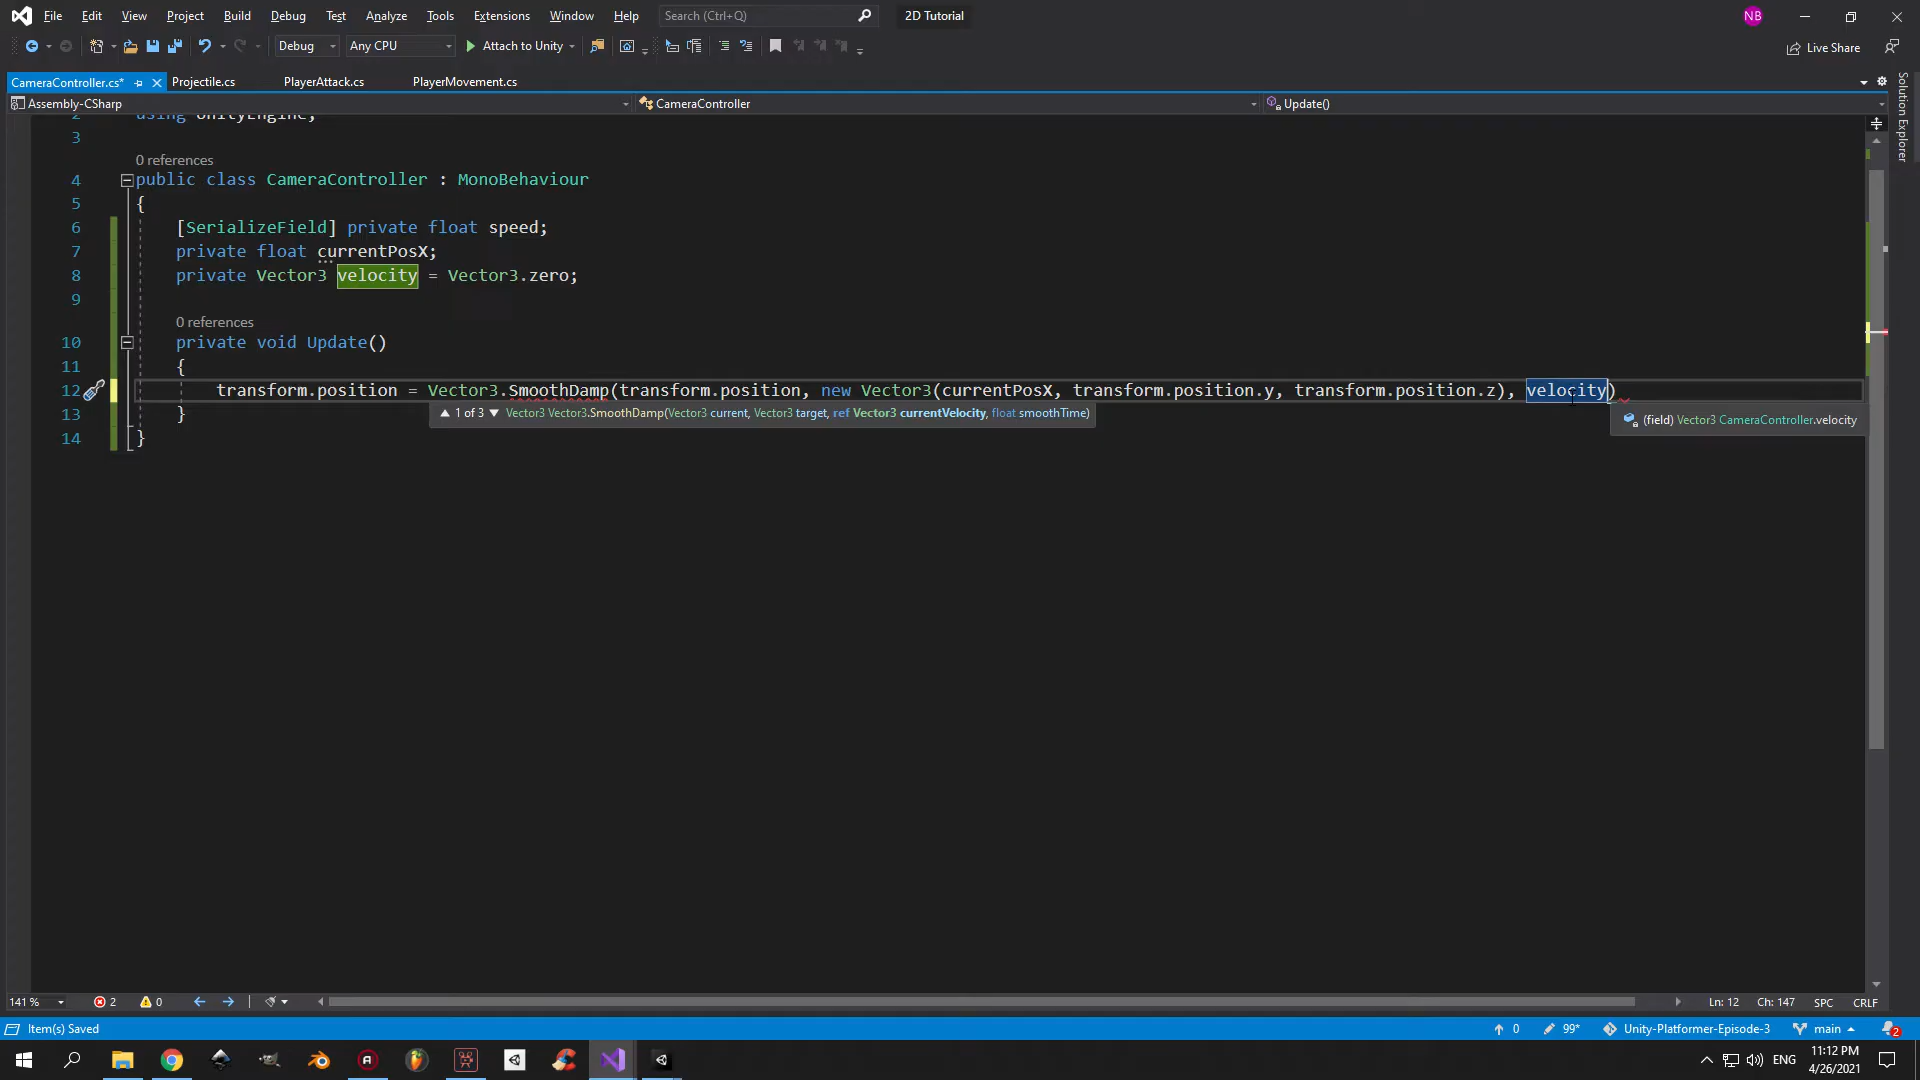 File Edit View Project Build Debug Test Analyze Tools Extensions Window Help Search (Ctrl+Q) 2D Tutorial NB
Debug Any CPU Attach to Unity Live Share
CameraController.cs* Projectile.cs PlayerAttack.cs PlayerMovement.cs
Assembly-CSharp CameraController Update()
Solution Explorer
2 using UnityEngine;
3
0 references
4 public class CameraController : MonoBehaviour
5 {
6 [SerializeField] private float speed;
7 private float currentPosX;
8 private Vector3 velocity = Vector3.zero;
9
0 references
10 private void Update()
11 {
12 transform.position = Vector3.SmoothDamp(transform.position, new Vector3(currentPosX, transform.position.y, transform.position.z), velocity)
1 of 3 Vector3 Vector3.SmoothDamp(Vector3 current, Vector3 target, ref Vector3 currentVelocity, float smoothTime)
(field) Vector3 CameraController.velocity
13 }
14 }
141 % 2 0 Ln: 12 Ch: 147 SPC CRLF
Item(s) Saved 0 99* Unity-Platformer-Episode-3 main 2
ENG 11:12 PM
4/26/2021